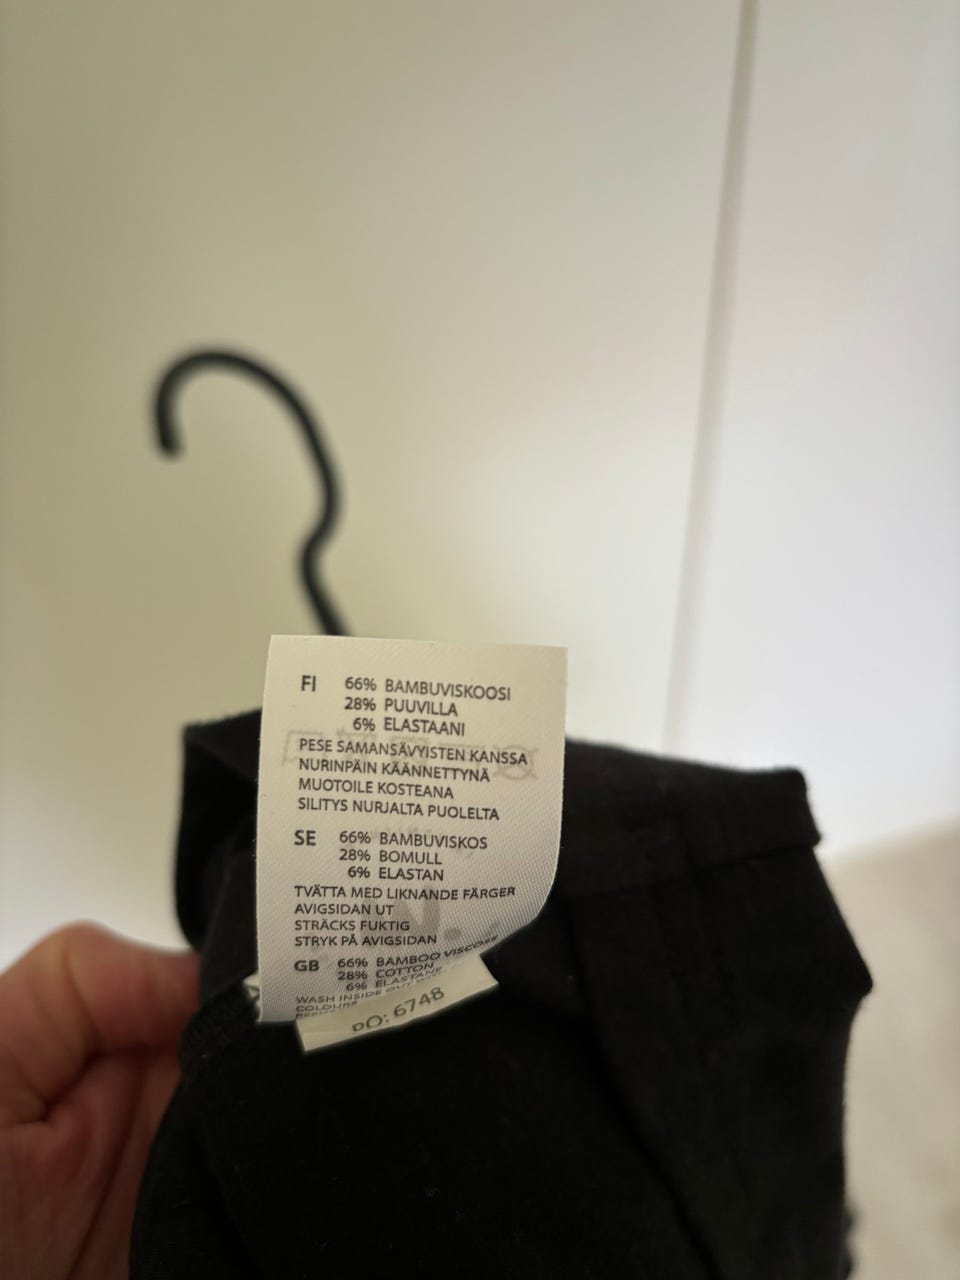 FI 66% BAMBUVISKOOSI
28% PUUVILLA
6% ELASTAANI
PESE SAMANSÄVYISTEN KANSSA
NURINPÄIN KÄÄNNETTYNÄ
MUOTOILE KOSTEANA
SILITYS NURJALTA PUOLELTA
SE 66% BAMBUVISKOS
28% BOMULL
6% ELASTAN
TVÄTTA MED LIKNANDE FÄRGER
AVIGSIDAN UT
STRÄCKS FUKTIG
STRYK PÅ AVIGSIDAN
GB 66% BAMBOO VISCOSE
28% COTTON
6% ELASTANE
WASH INSIDE OUT
COLOURS
PO: 6748